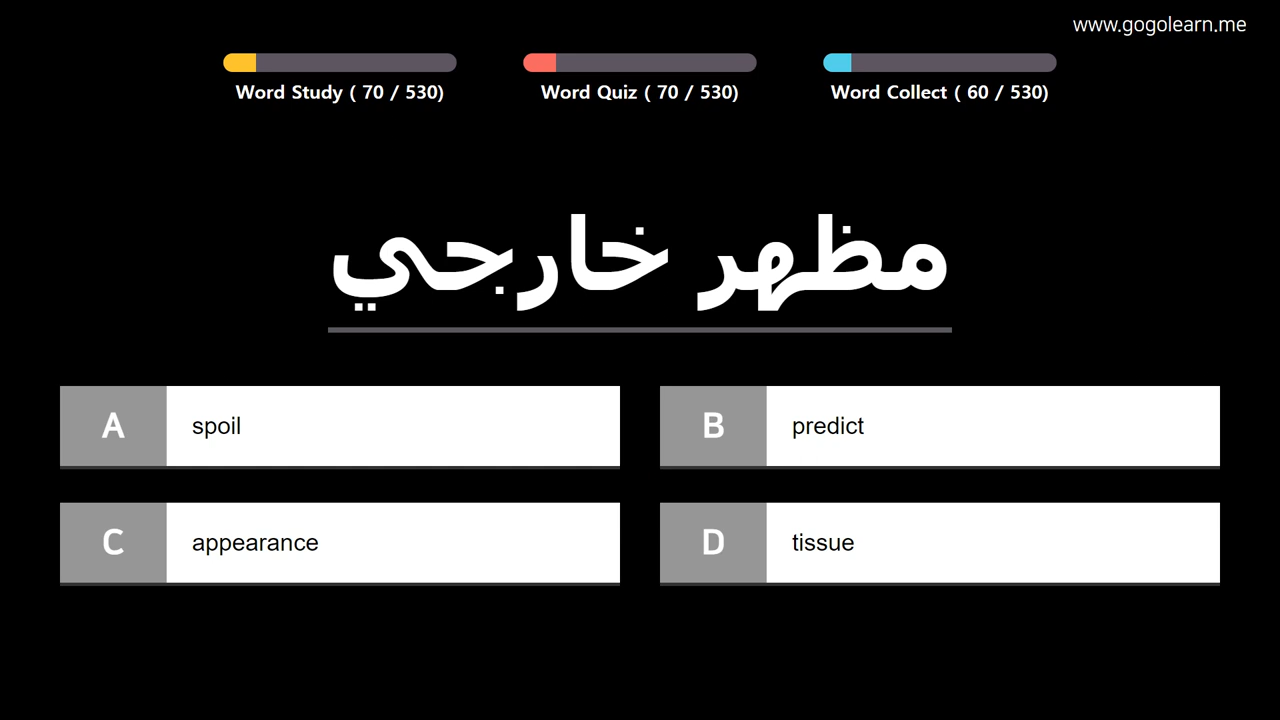 www.gogolearn.me
Word Study ( 70 / 530)
Word Quiz ( 70 / 530)
Word Collect ( 60 / 530)
مظهر خارجي
A spoil
B predict
C appearance
D tissue